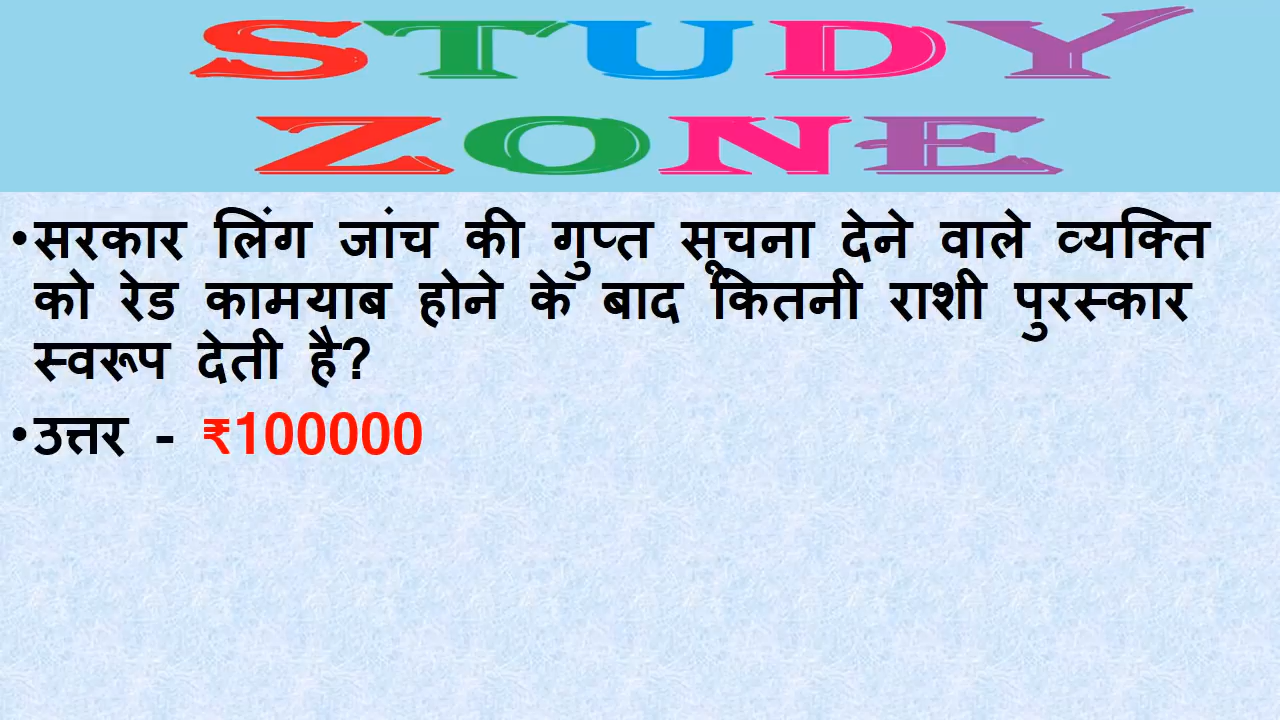 STUDY
ZONE
•सरकार लिंग जांच की गुप्त सूचना देने वाले व्यक्ति
को रेड कामयाब होने के बाद कितनी राशी पुरस्कार
स्वरूप देती है?
•उत्तर - ₹100000